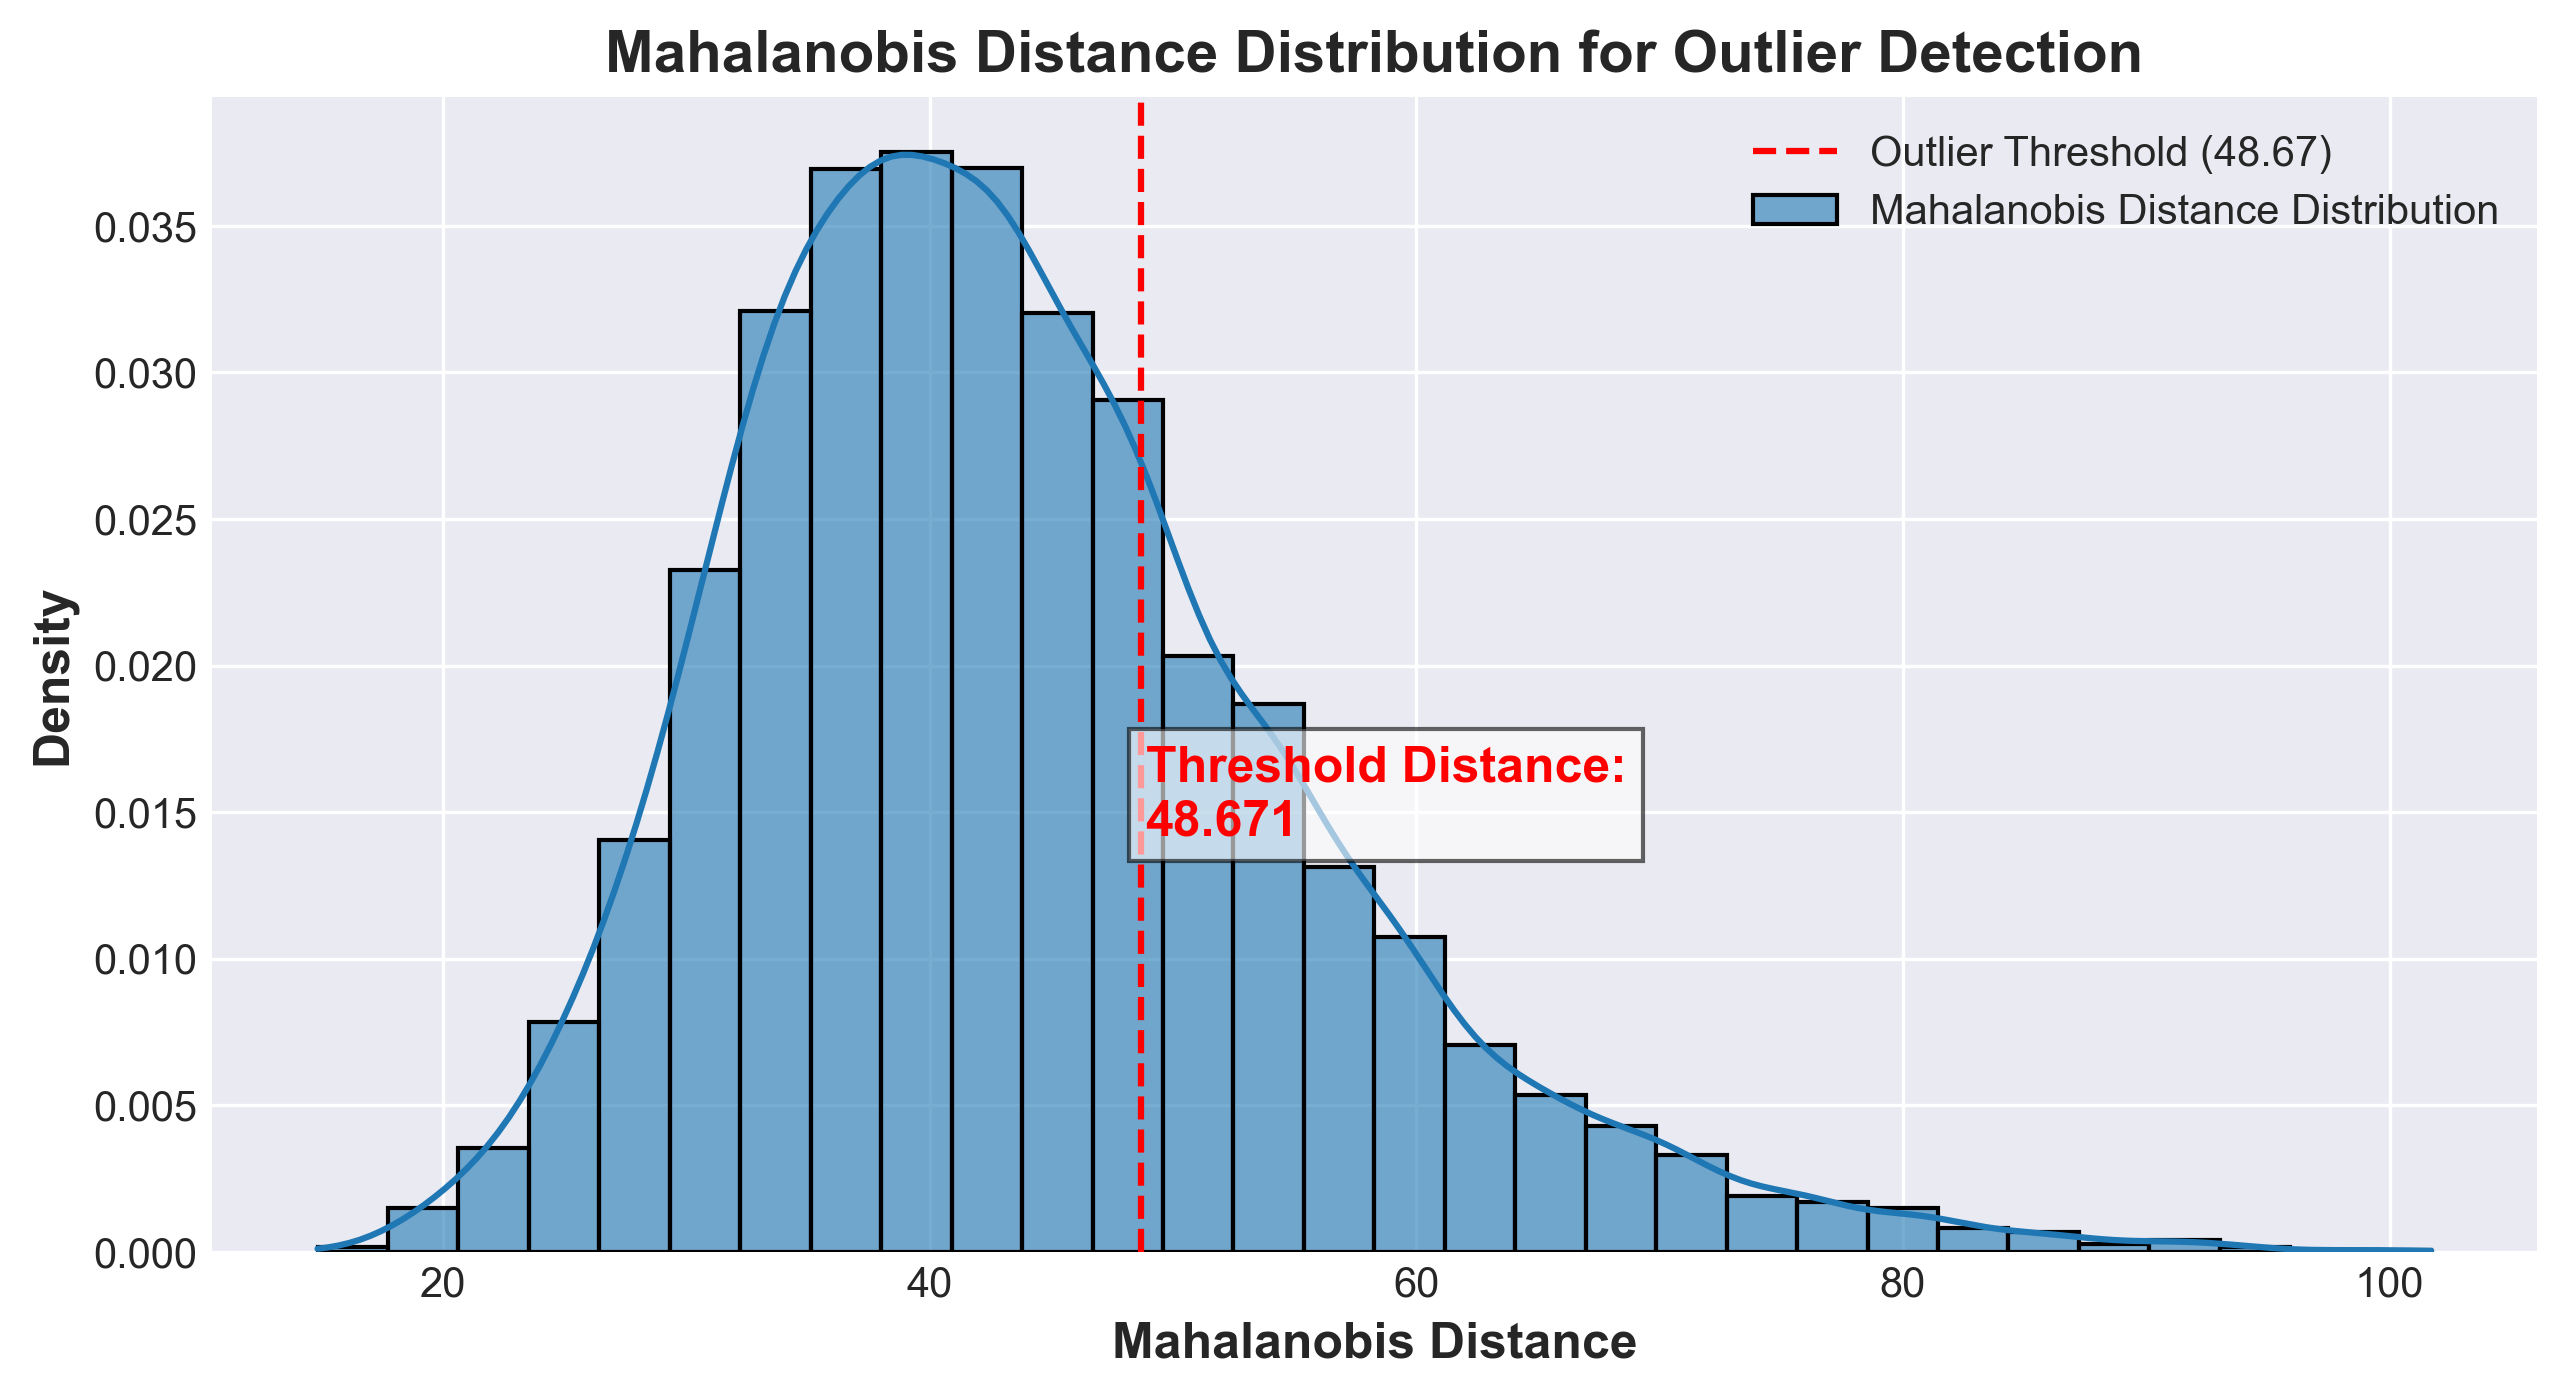 Mahalanobis Distance Distribution for Outlier Detection
Outlier Threshold (48.67)
Mahalanobis Distance Distribution
Density
0.035
0.030
0.025
0.020
0.015
0.010
0.005
0.000
Threshold Distance:
48.671
20 40 60 80 100
Mahalanobis Distance